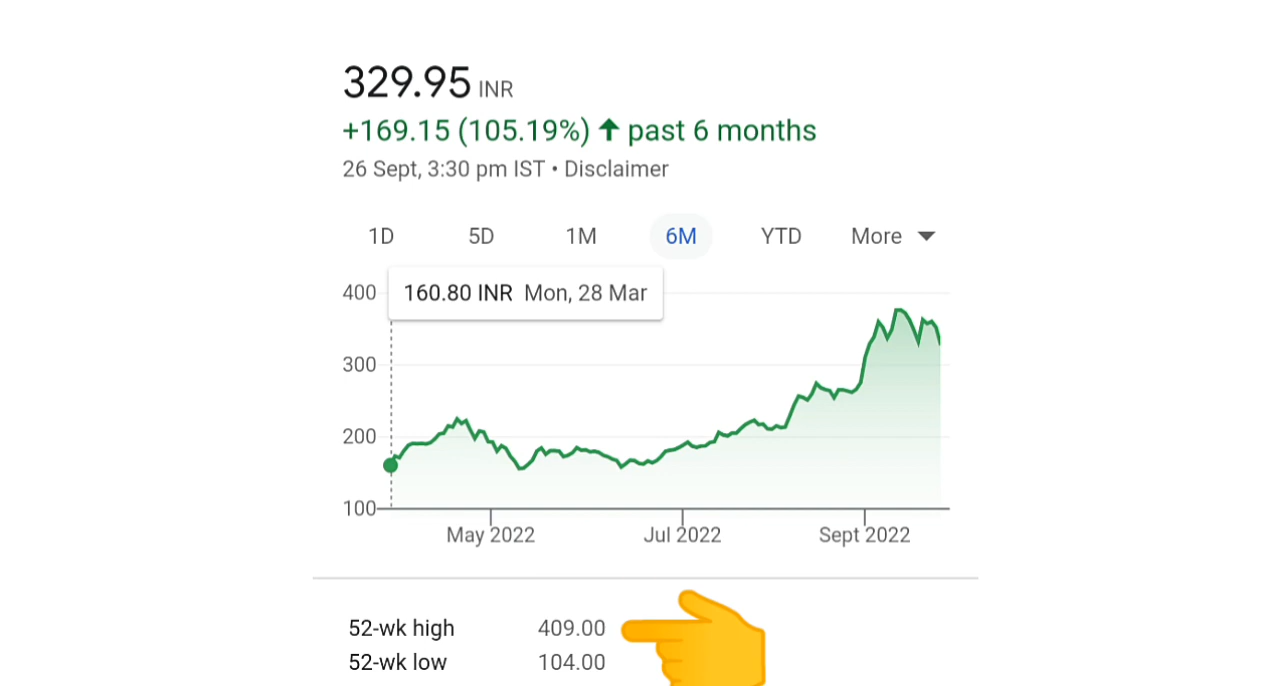 329.95 INR
+169.15 (105.19%) ↑ past 6 months
26 Sept, 3:30 pm IST • Disclaimer
1D 5D 1M 6M YTD More
400
160.80 INR Mon, 28 Mar
300
200
100
May 2022 Jul 2022 Sept 2022
52-wk high 409.00
52-wk low 104.00